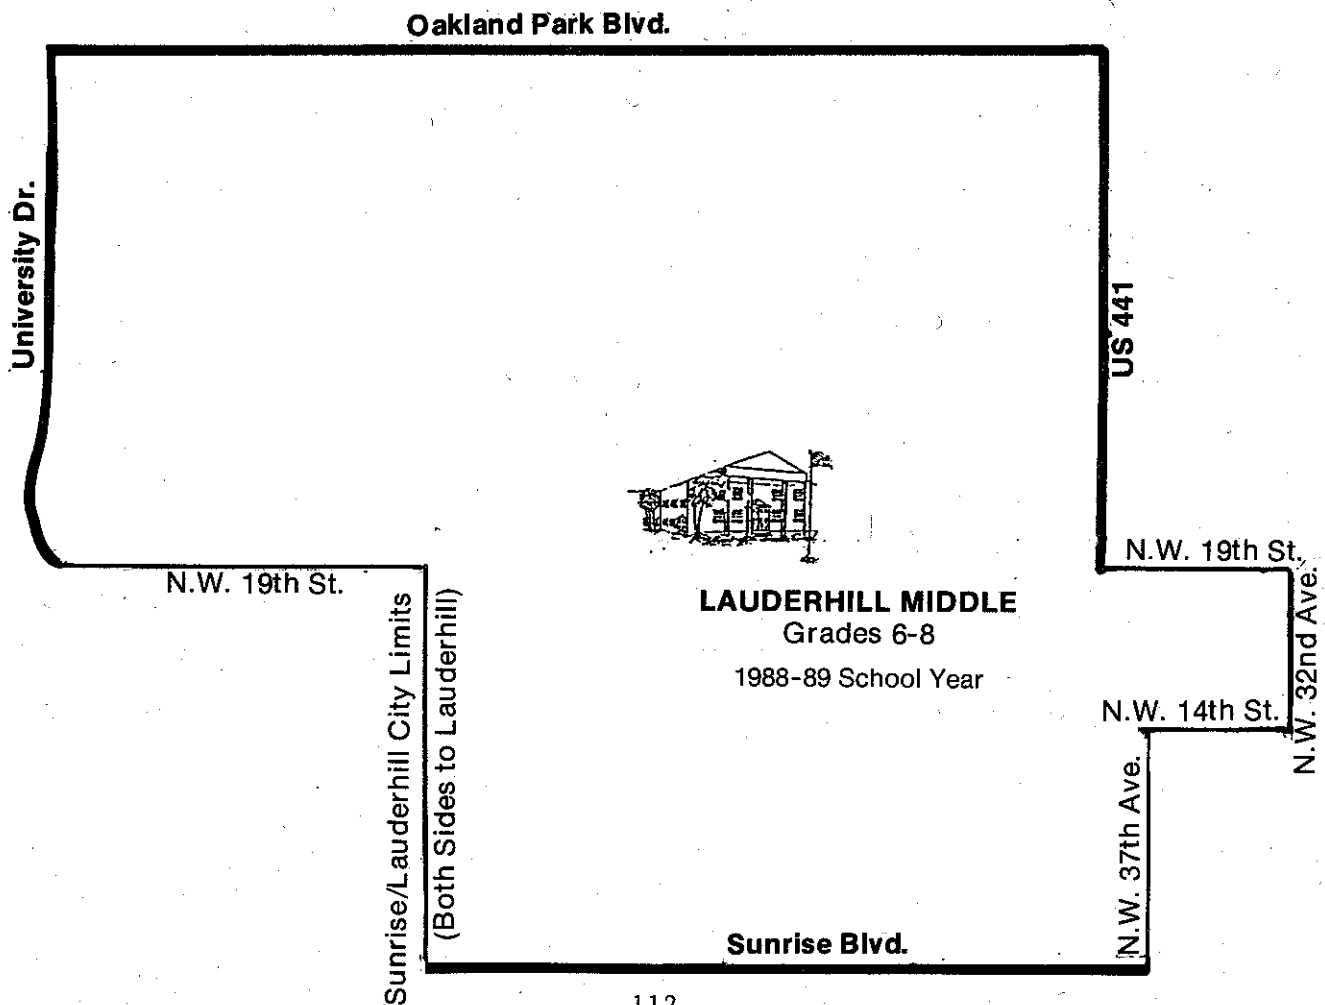 Oakland Park Blvd.
University Dr.
US 441
N.W. 19th St.
N.W. 19th St.
N.W. 32nd Ave.
LAUDERHILL MIDDLE
Grades 6-8
1988-89 School Year
Sunrise/Lauderhill City Limits
(Both Sides to Lauderhill)
N.W. 14th St.
N.W. 37th Ave.
Sunrise Blvd.
112